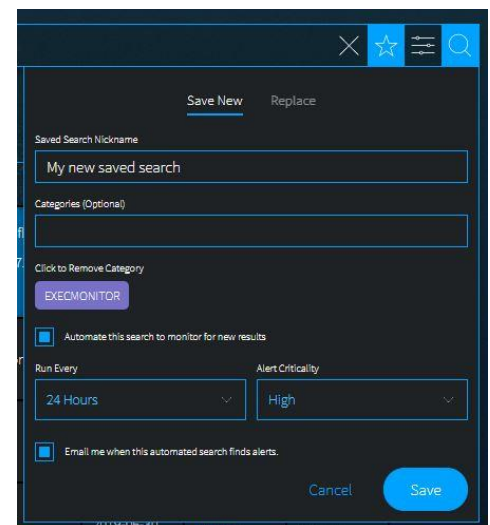 Save New Replace
Saved Search Nickname
My new saved search
Categories (Optional)
Click to Remove Category
EXECMONITOR
Automate this search to monitor for new results
Run Every Alert Criticality
24 Hours High
Email me when this automated search finds alerts.
Cancel Save